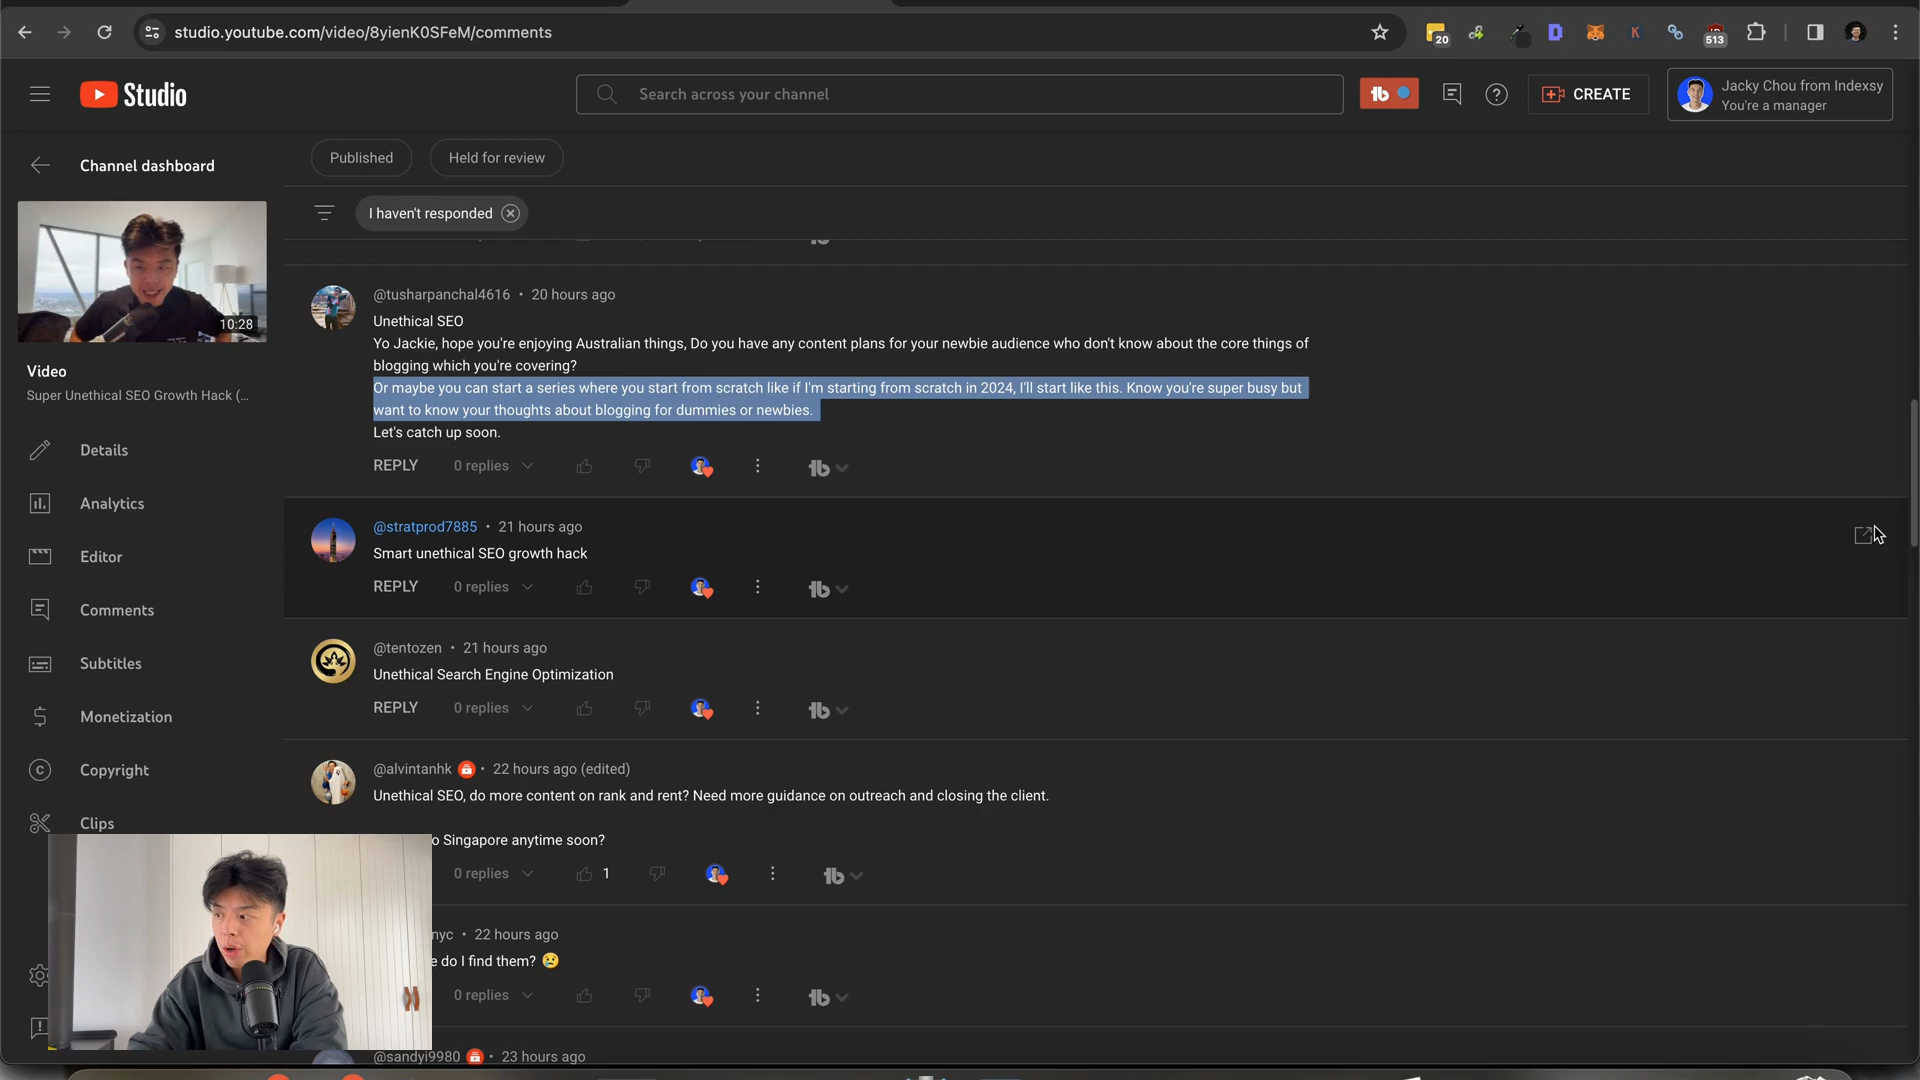 studio.youtube.com/video/8yienK0SFeM/comments
20
513
Studio
Search across your channel
CREATE
Jacky Chou from Indexsy
You're a manager
Channel dashboard
Published
Held for review
I haven't responded
10:28
Video
Super Unethical SEO Growth Hack (...
Details
Analytics
Editor
Comments
Subtitles
Monetization
Copyright
Clips
@tusharpanchal4616 • 20 hours ago
Unethical SEO
Yo Jackie, hope you're enjoying Australian things, Do you have any content plans for your newbie audience who don't know about the core things of
blogging which you're covering?
Or maybe you can start a series where you start from scratch like if I'm starting from scratch in 2024, I'll start like this. Know you're super busy but
want to know your thoughts about blogging for dummies or newbies.
Let's catch up soon.
REPLY 0 replies
@stratprod7885 • 21 hours ago
Smart unethical SEO growth hack
REPLY 0 replies
@tentozen • 21 hours ago
Unethical Search Engine Optimization
REPLY 0 replies
@alvintanhk • 22 hours ago (edited)
Unethical SEO, do more content on rank and rent? Need more guidance on outreach and closing the client.
o Singapore anytime soon?
0 replies 1
nyc • 22 hours ago
e do I find them? 😢
0 replies
@sandyi9980 • 23 hours ago